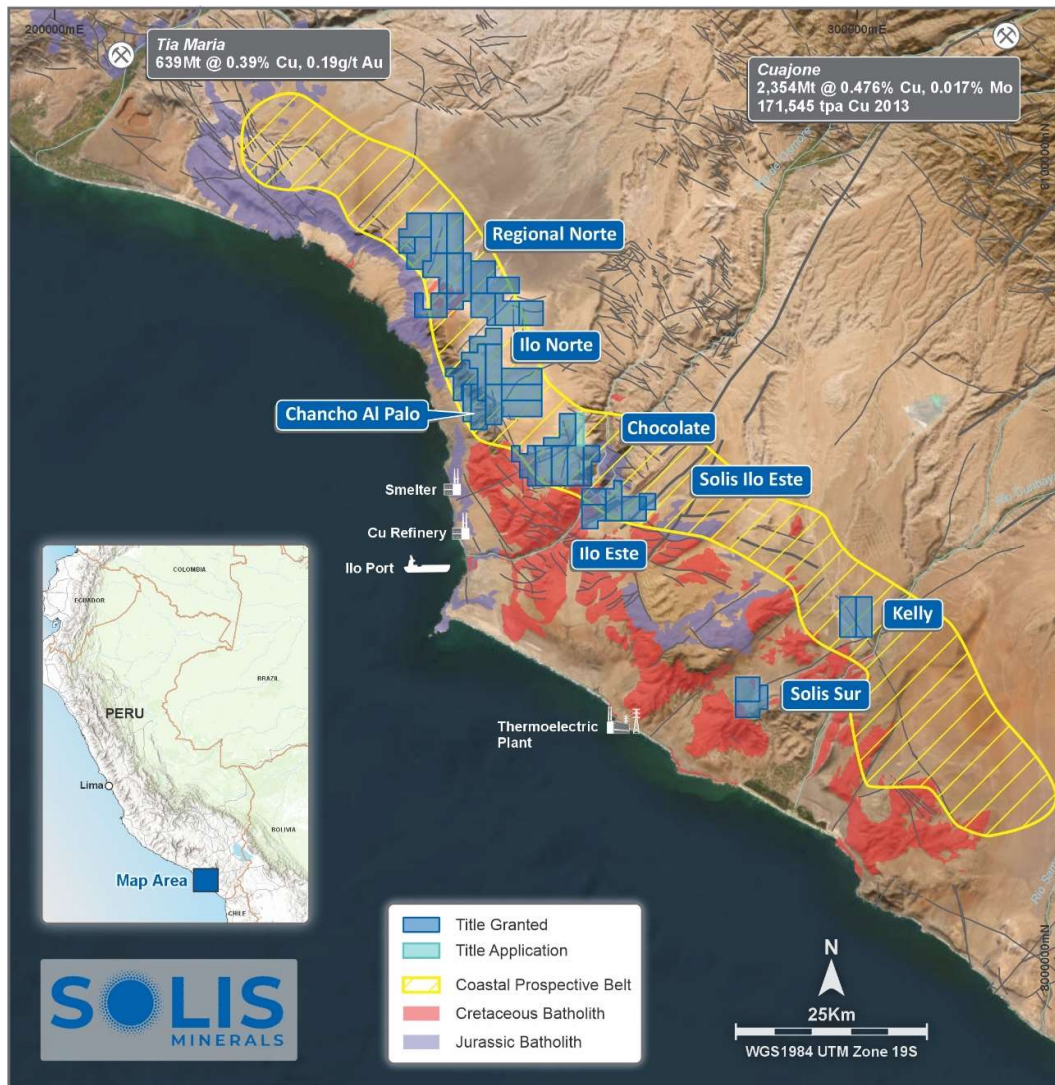 200000mE
300000mE
Tia Maria
639Mt @ 0.39% Cu, 0.19g/t Au
Cuajone
2,354Mt @ 0.476% Cu, 0.017% Mo
171,545 tpa Cu 2013
8100000mN
Regional Norte
Ilo Norte
Chancho Al Palo
Chocolate
Solis Ilo Este
Smelter
Cu Refinery
Ilo Port
Ilo Este
Kelly
Solis Sur
Thermoelectric
Plant
8000000mN
COLOMBIA
ECUADOR
BRAZIL
PERU
Lima
BOLIVIA
Map Area
CHILE
SOLIS
MINERALS
Title Granted
Title Application
Coastal Prospective Belt
Cretaceous Batholith
Jurassic Batholith
N
25Km
WGS1984 UTM Zone 19S